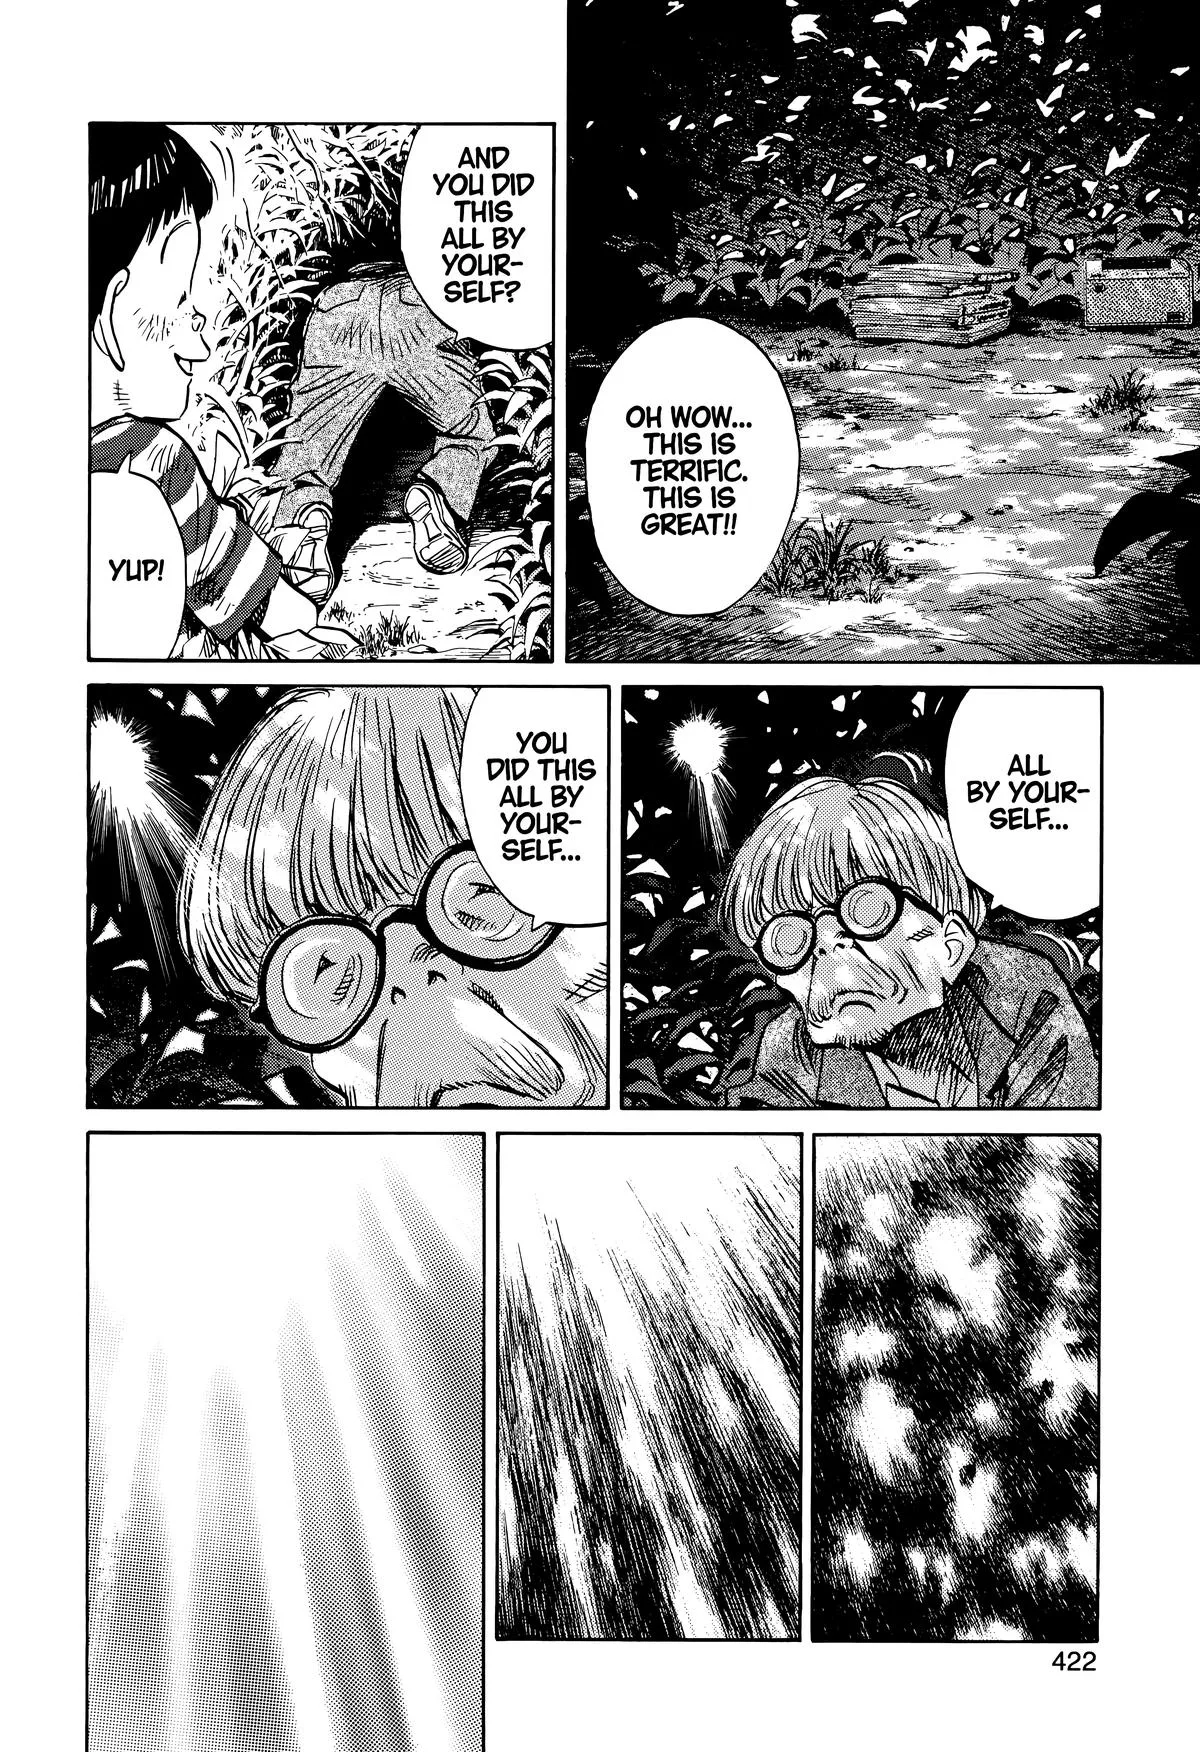 OH WOW...
THIS IS
TERRIFIC.
THIS IS
GREAT!!
AND
YOU DID
THIS
ALL BY
YOUR-
SELF?
YUP!
ALL
BY YOUR-
SELF...
YOU
DID THIS
ALL BY
YOUR-
SELF...
422